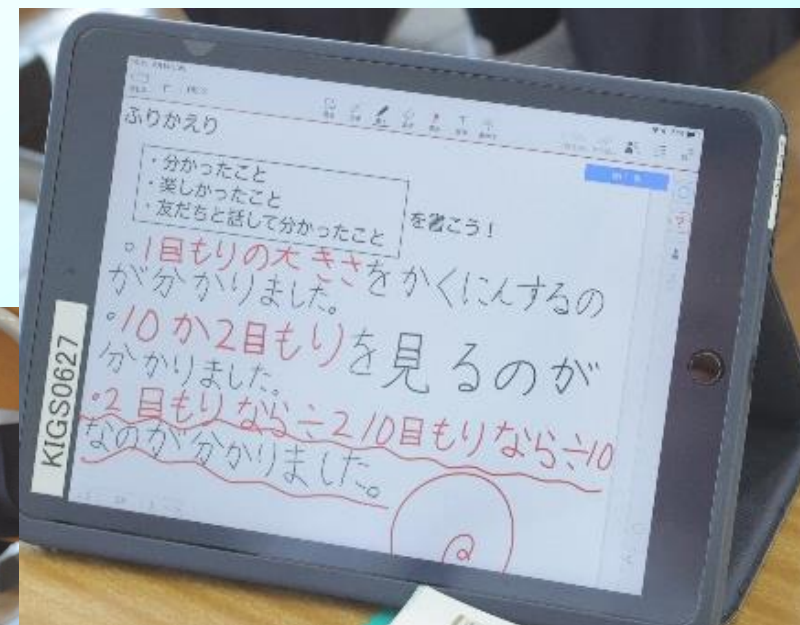 ふりかえり
・分かったこと
・楽しかったこと
・友だちと話して分かったこと
を書こう！
。1目もりの大きさをかくにんするの
が分かりました。
。10か2目もりを見るのが
分かりました。
。2目もりなら÷2 10目もりなら÷10
なのが分かりました。
KIGS0627